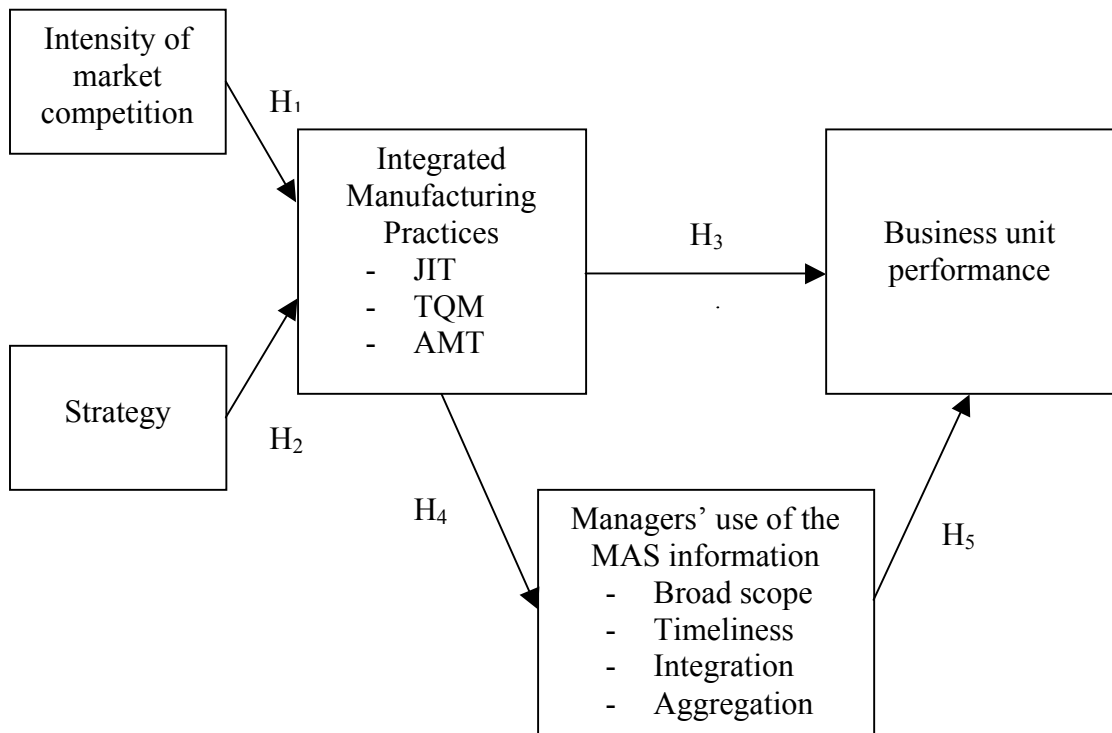 Intensity of
market
competition
H₁
Integrated
Manufacturing
Practices
- JIT
- TQM
- AMT
H₃
Business unit
performance
Strategy
H₂
H₄
Managers’ use of the
MAS information
- Broad scope
- Timeliness
- Integration
- Aggregation
H₅